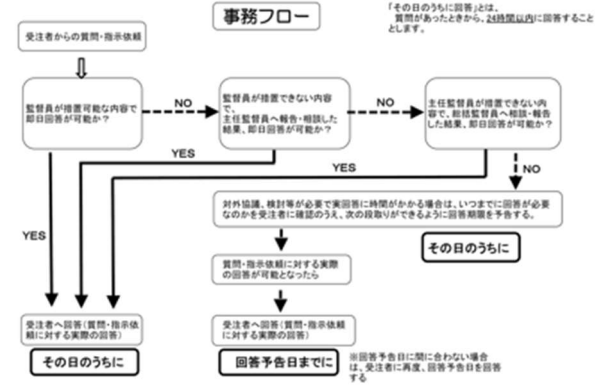 事務フロー
「その日のうちに回答」とは、
質問があったときから、24時間以内に回答すること
とします。
受注者からの質問・指示依頼
監督員が措置可能な内容で
即日回答が可能か？
NO
監督員が措置できない内容
で、
主任監督員へ報告・相談した
結果、即日回答が可能か？
NO
主任監督員が措置できない内
容で、総括監督員へ相談・報告
した結果、即日回答が可能か？
YES
YES
NO
YES
対外協議、検討等が必要で実回答に時間がかかる場合は、いつまでに回答が必要
なのかを受注者に確認のうえ、次の段取りができるように回答期限を予告する。
その日のうちに
質問・指示依頼に対する実際
の回答が可能となったら
受注者へ回答（質問・指示依
頼に対する実際の回答）
その日のうちに
受注者へ回答（質問・指示依頼
に対する実際の回答）
回答予告日までに
※回答予告日に間に合わない場合
は、受注者に再度、回答予告日を回答
する